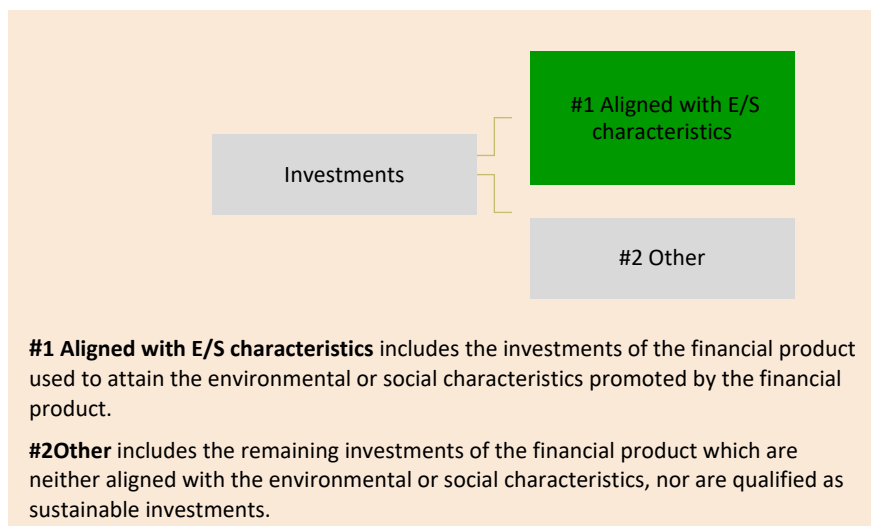 #1 Aligned with E/S
characteristics
Investments
#2 Other
#1 Aligned with E/S characteristics includes the investments of the financial product
used to attain the environmental or social characteristics promoted by the financial
product.
#2Other includes the remaining investments of the financial product which are
neither aligned with the environmental or social characteristics, nor are qualified as
sustainable investments.